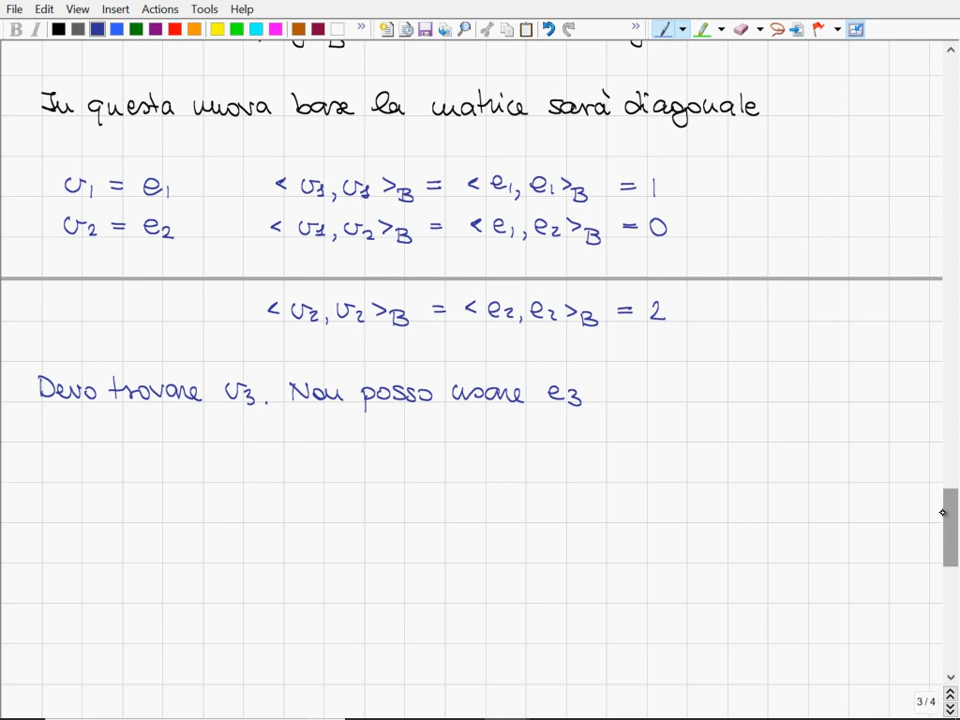 File Edit View Insert Actions Tools Help
B I
In questa nuova base la matrice sarà diagonale
v1 = e1 < v1, v1 >B = < e1, e1 >B = 1
v2 = e2 < v1, v2 >B = < e1, e2 >B = 0
< v2, v2 >B = < e2, e2 >B = 2
Devo trovare v3. Non posso usare e3
3 / 4